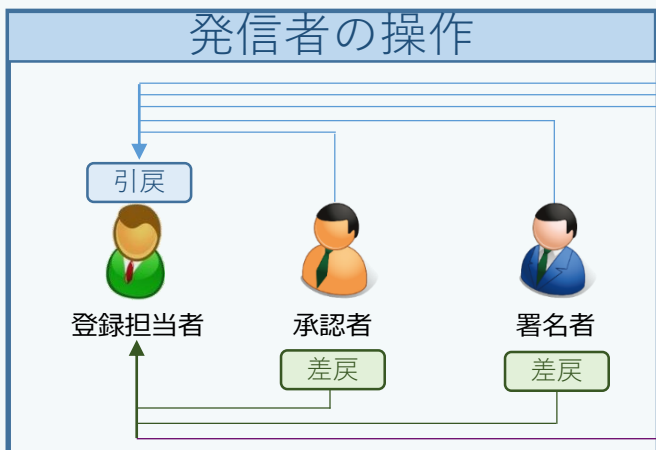 発信者の操作
引戻
登録担当者
承認者
署名者
差戻
差戻